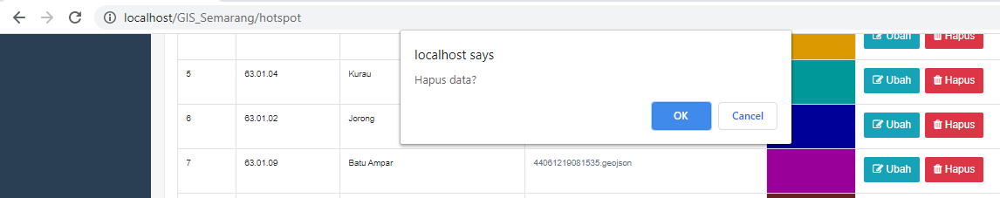 localhost/GIS_Semarang/hotspot
localhost says
Hapus data?
OK Cancel
Ubah Hapus
5 63.01.04 Kurau Ubah Hapus
6 63.01.02 Jorong Ubah Hapus
7 63.01.09 Batu Ampar 44061219081535.geojson Ubah Hapus